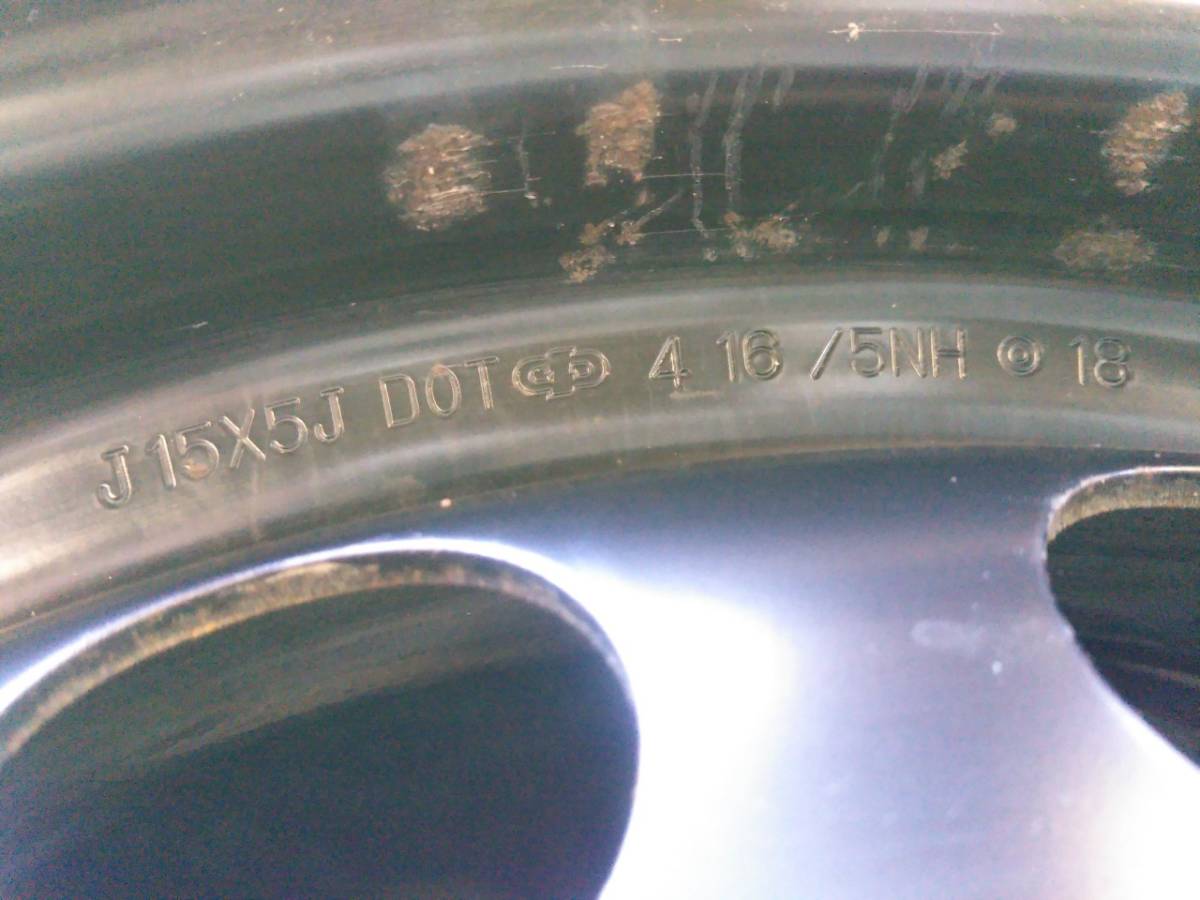 J 15X5J DOT 4 16 /5NH ⊚ 18